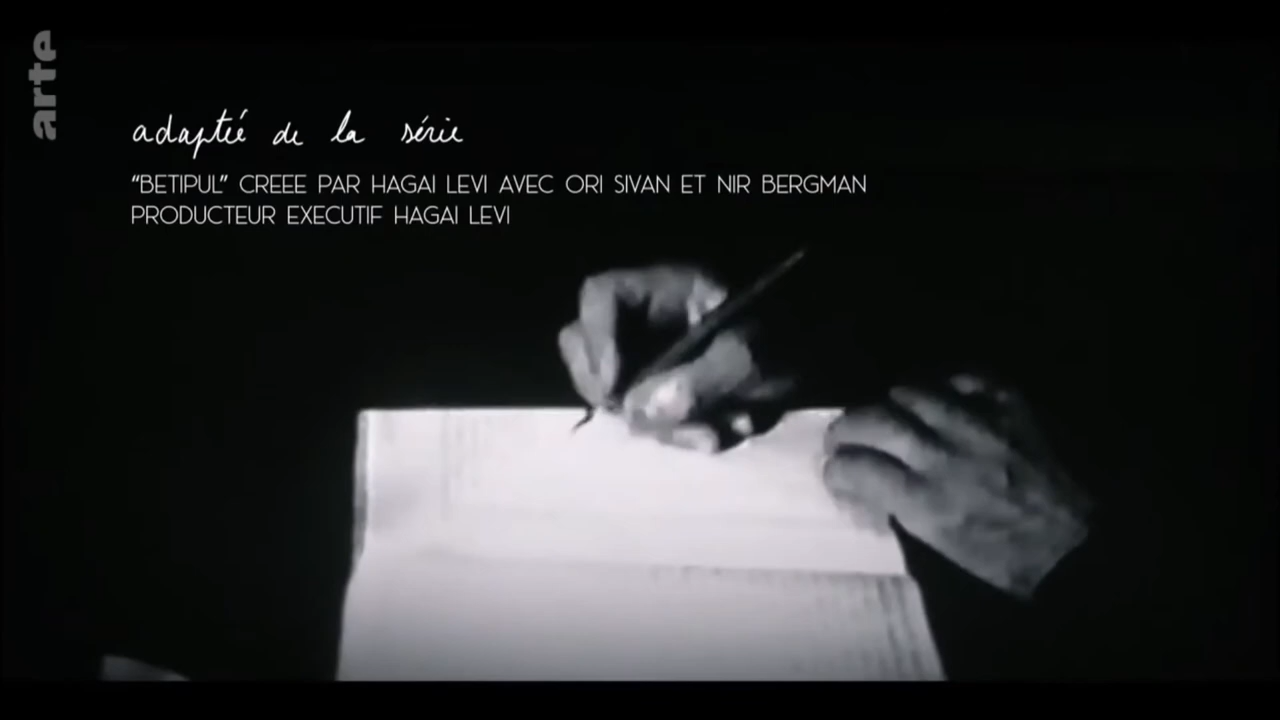 arte
adaptée de la série
“BETIPUL” CREEE PAR HAGAI LEVI AVEC ORI SIVAN ET NIR BERGMAN
PRODUCTEUR EXECUTIF HAGAI LEVI